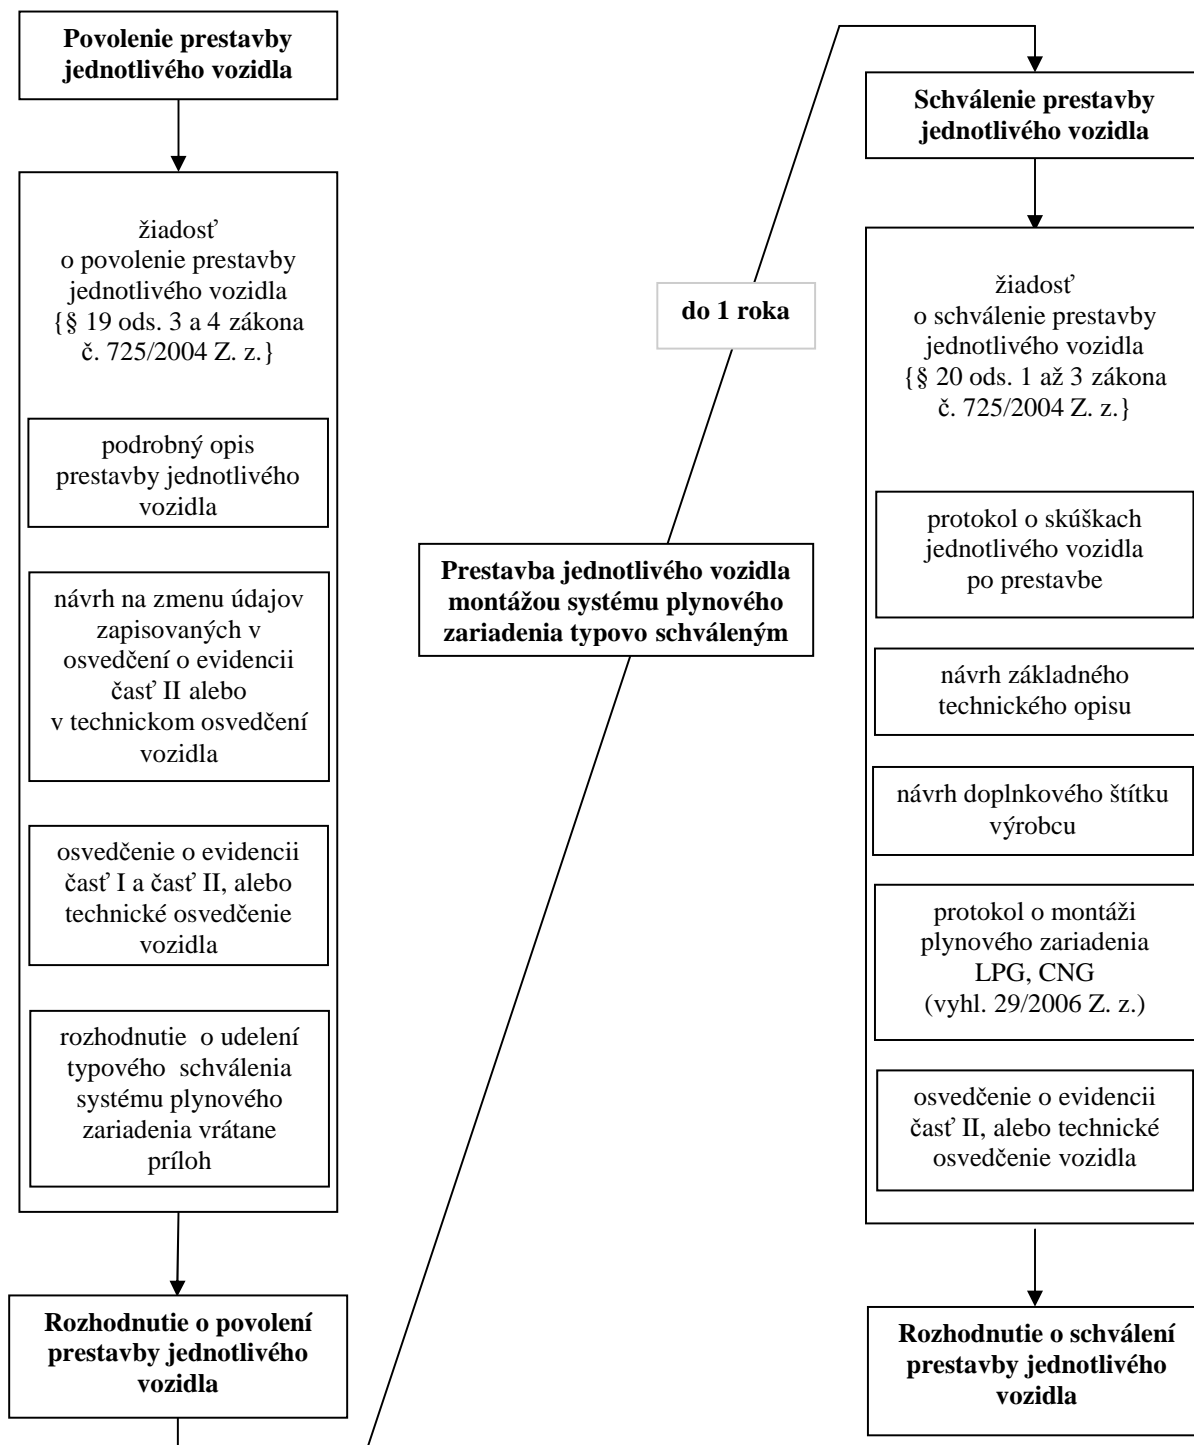 Povolenie prestavby
jednotlivého vozidla
žiadosť
o povolenie prestavby
jednotlivého vozidla
{§ 19 ods. 3 a 4 zákona
č. 725/2004 Z. z.}
podrobný opis
prestavby jednotlivého
vozidla
návrh na zmenu údajov
zapisovaných v
osvedčení o evidencii
časť II alebo
v technickom osvedčení
vozidla
osvedčenie o evidencii
časť I a časť II, alebo
technické osvedčenie
vozidla
rozhodnutie o udelení
typového schválenia
systému plynového
zariadenia vrátane
príloh
Rozhodnutie o povolení
prestavby jednotlivého
vozidla
Prestavba jednotlivého vozidla
montážou systému plynového
zariadenia typovo schváleným
do 1 roka
Schválenie prestavby
jednotlivého vozidla
žiadosť
o schválenie prestavby
jednotlivého vozidla
{§ 20 ods. 1 až 3 zákona
č. 725/2004 Z. z.}
protokol o skúškach
jednotlivého vozidla
po prestavbe
návrh základného
technického opisu
návrh doplnkového štítku
výrobcu
protokol o montáži
plynového zariadenia
LPG, CNG
(vyhl. 29/2006 Z. z.)
osvedčenie o evidencii
časť II, alebo technické
osvedčenie vozidla
Rozhodnutie o schválení
prestavby jednotlivého
vozidla